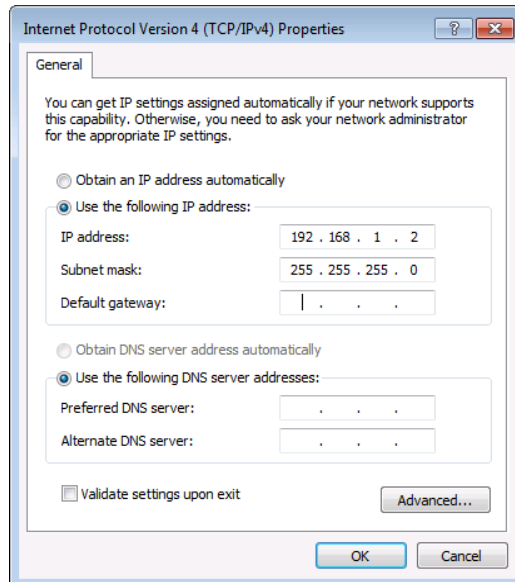 Internet Protocol Version 4 (TCP/IPv4) Properties
General
You can get IP settings assigned automatically if your network supports
this capability. Otherwise, you need to ask your network administrator
for the appropriate IP settings.
Obtain an IP address automatically
Use the following IP address:
IP address: 192 . 168 . 1 . 2
Subnet mask: 255 . 255 . 255 . 0
Default gateway: . . .
Obtain DNS server address automatically
Use the following DNS server addresses:
Preferred DNS server: . . .
Alternate DNS server: . . .
Validate settings upon exit
Advanced...
OK Cancel